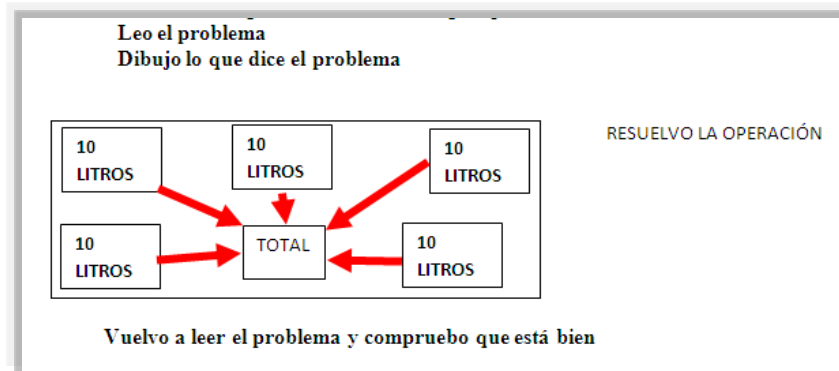 Leo el problema
Dibujo lo que dice el problema
RESUELVO LA OPERACIÓN
10
LITROS
10
LITROS
10
LITROS
10
LITROS
TOTAL
10
LITROS
Vuelvo a leer el problema y compruebo que está bien